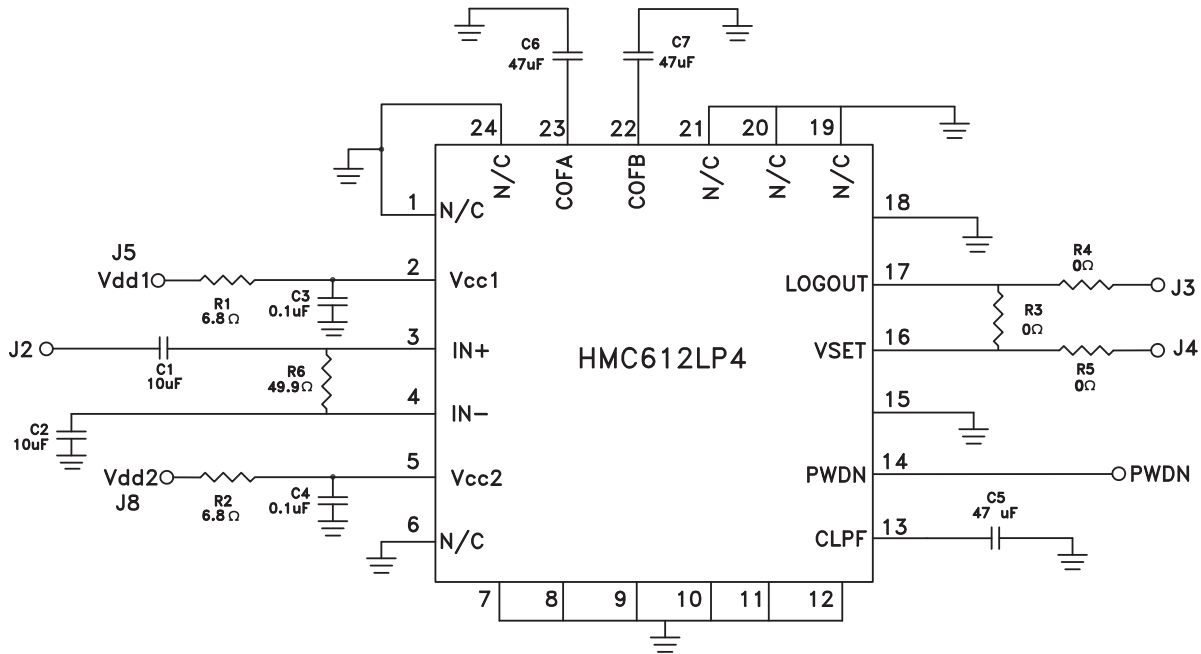 C6
47uF
C7
47uF
24
23
22
21
20
19
N/C
COFA
COFB
N/C
N/C
N/C
1
N/C
18
J5
Vdd1
R1
6.8Ω
C3
0.1uF
2
Vcc1
LOGOUT
17
R4
0Ω
J3
R3
0Ω
J2
C1
10uF
3
IN+
HMC612LP4
VSET
16
R5
0Ω
J4
R6
49.9Ω
4
IN-
15
C2
10uF
Vdd2
J8
R2
6.8Ω
C4
0.1uF
5
Vcc2
PWDN
14
PWDN
6
N/C
CLPF
13
C5
47 uF
7
8
9
10
11
12